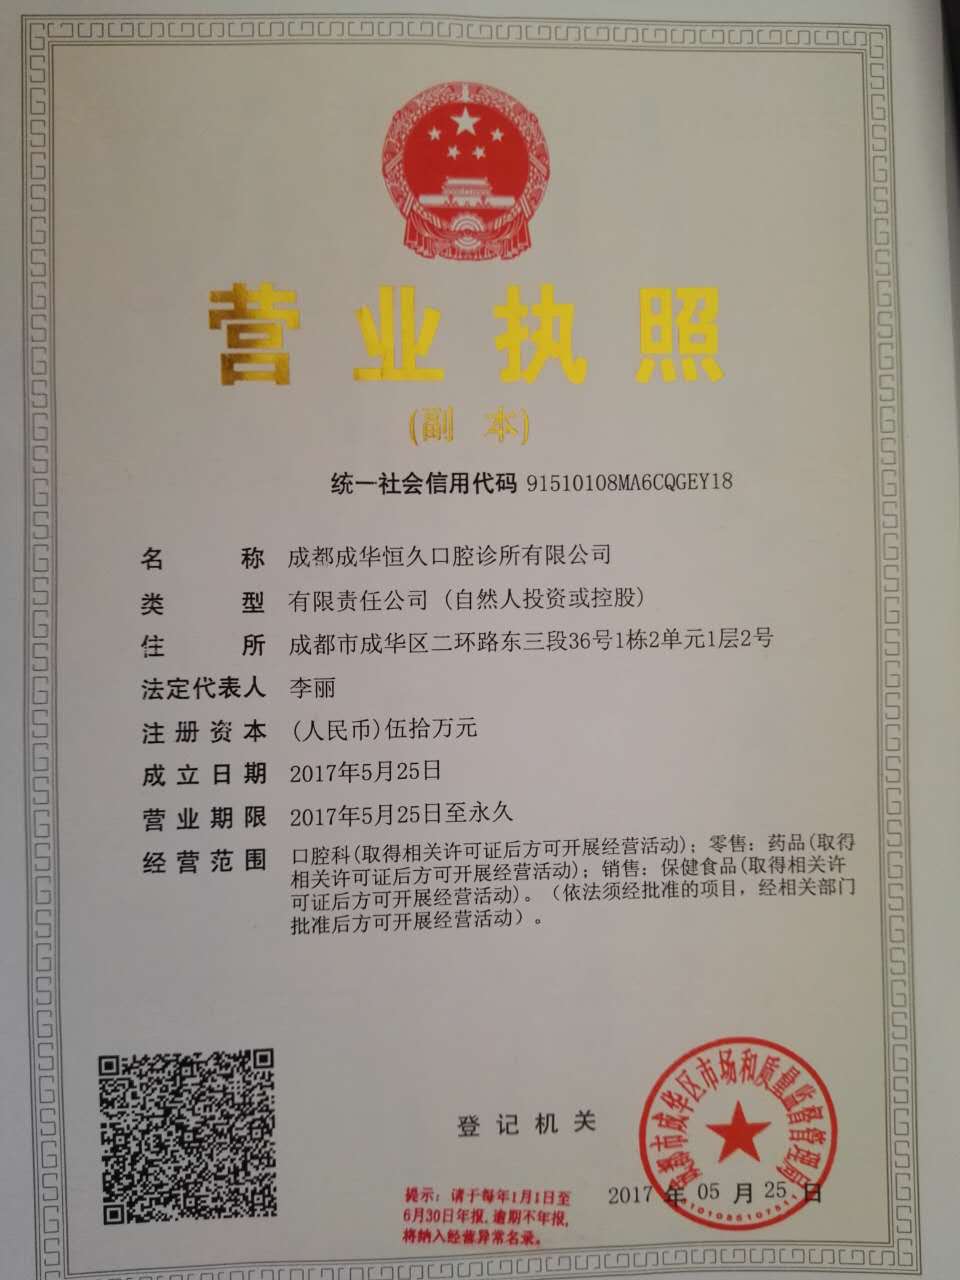 营业执照
(副 本)
统一社会信用代码 91510108MA6CQGEY18
名 称 成都成华恒久口腔诊所有限公司
类 型 有限责任公司 (自然人投资或控股)
住 所 成都市成华区二环路东三段36号1栋2单元1层2号
法定代表人 李丽
注册资本 (人民币)伍拾万元
成立日期 2017年5月25日
营业期限 2017年5月25日至永久
经营范围 口腔科(取得相关许可证后方可开展经营活动); 零售: 药品(取得
相关许可证后方可开展经营活动); 销售: 保健食品(取得相关许
可证后方可开展经营活动)。 (依法须经批准的项目, 经相关部门
批准后方可开展经营活动) 。
登记机关
成都市成华区市场和质量监督管理局
2017 年 05 月 25 日
提示: 请于每年1月1日至
6月30日年报,逾期不年报,
将纳入经营异常名录。